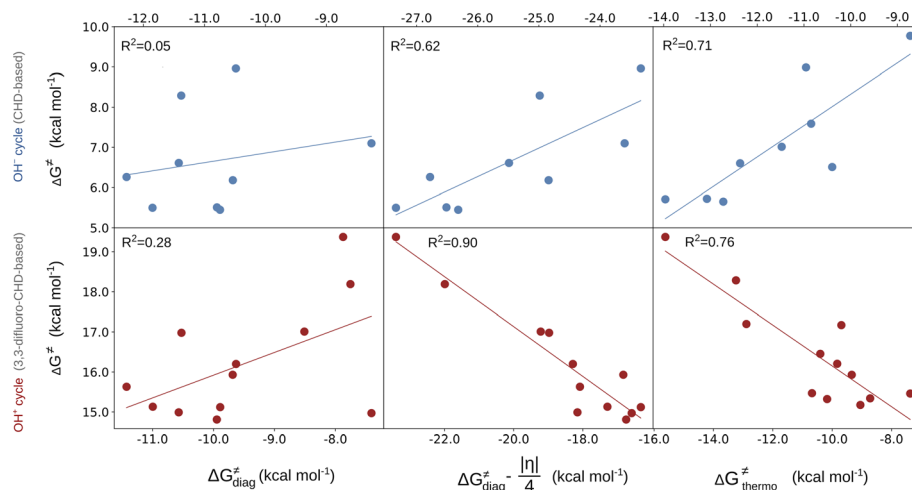 -12.0 -11.0 -10.0 -9.0 -27.0 -26.0 -24.0 -24.0 -14.0 -13.0 -12.0 -11.0 -10.0 -9.0
10.0
R²=0.05
R²=0.62
R²=0.71
9.0
8.0
7.0
6.0
5.0
OH⁻ cycle (CHD-based)
ΔG≠ (kcal mol⁻¹)
R²=0.28
R²=0.90
R²=0.76
19.0
18.0
17.0
16.0
15.0
OH⁺ cycle (3,3-difluoro-CHD-based)
ΔG≠ (kcal mol⁻¹)
-11.0 -10.0 -9.0 -8.0 -22.0 -20.0 -18.0 -16.0 -14.0 -12.0 -10.0 -8.0
ΔG≠diag (kcal mol⁻¹)
ΔG≠diag - |η|/4 (kcal mol⁻¹)
ΔG≠thermo (kcal mol⁻¹)